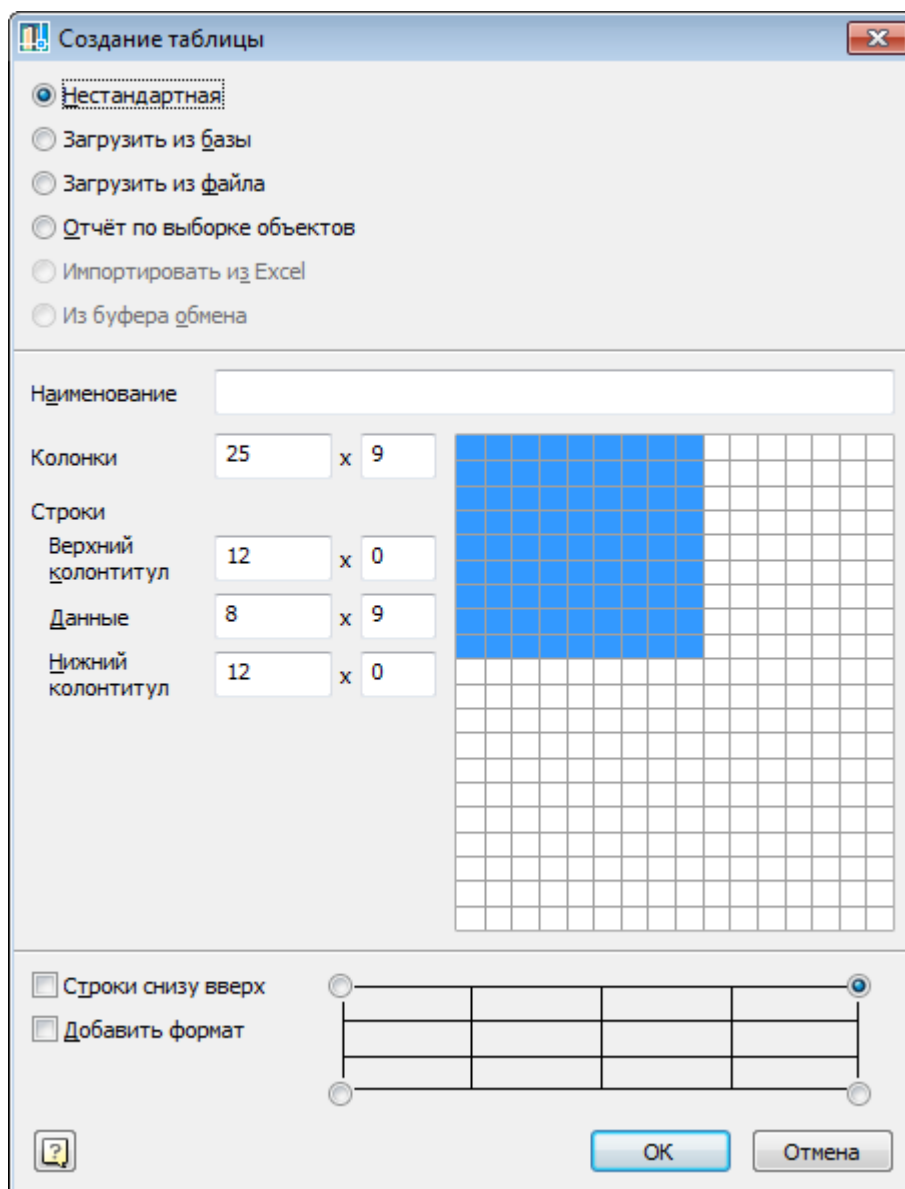 Создание таблицы
Нестандартная
Загрузить из базы
Загрузить из файла
Отчёт по выборке объектов
Импортировать из Excel
Из буфера обмена
Наименование
Колонки 25 x 9
Строки
Верхний
колонтитул 12 x 0
Данные 8 x 9
Нижний
колонтитул 12 x 0
Строки снизу вверх
Добавить формат
? ОК Отмена